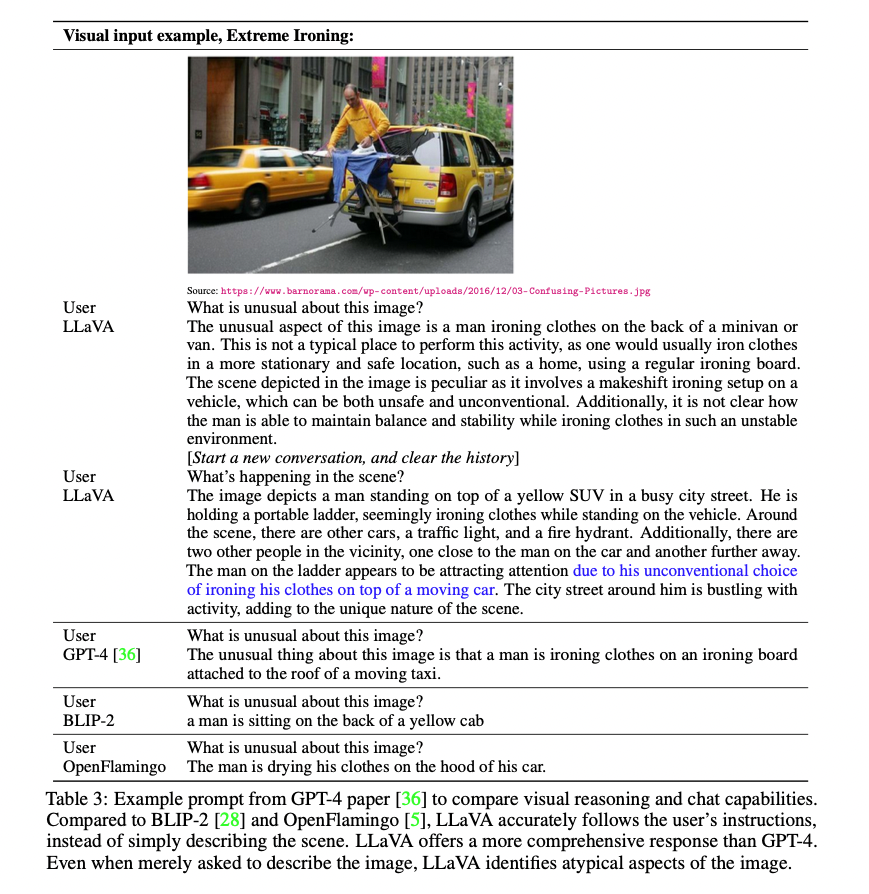 Visual input example, Extreme Ironing:
Source: https://www.barnorama.com/wp-content/uploads/2016/12/03-Confusing-Pictures.jpg
User What is unusual about this image?
LLaVA The unusual aspect of this image is a man ironing clothes on the back of a minivan or
van. This is not a typical place to perform this activity, as one would usually iron clothes
in a more stationary and safe location, such as a home, using a regular ironing board.
The scene depicted in the image is peculiar as it involves a makeshift ironing setup on a
vehicle, which can be both unsafe and unconventional. Additionally, it is not clear how
the man is able to maintain balance and stability while ironing clothes in such an unstable
environment.
[Start a new conversation, and clear the history]
User What's happening in the scene?
LLaVA The image depicts a man standing on top of a yellow SUV in a busy city street. He is
holding a portable ladder, seemingly ironing clothes while standing on the vehicle. Around
the scene, there are other cars, a traffic light, and a fire hydrant. Additionally, there are
two other people in the vicinity, one close to the man on the car and another further away.
The man on the ladder appears to be attracting attention due to his unconventional choice
of ironing his clothes on top of a moving car. The city street around him is bustling with
activity, adding to the unique nature of the scene.
User What is unusual about this image?
GPT-4 [36] The unusual thing about this image is that a man is ironing clothes on an ironing board
attached to the roof of a moving taxi.
User What is unusual about this image?
BLIP-2 a man is sitting on the back of a yellow cab
User What is unusual about this image?
OpenFlamingo The man is drying his clothes on the hood of his car.
Table 3: Example prompt from GPT-4 paper [36] to compare visual reasoning and chat capabilities.
Compared to BLIP-2 [28] and OpenFlamingo [5], LLaVA accurately follows the user's instructions,
instead of simply describing the scene. LLaVA offers a more comprehensive response than GPT-4.
Even when merely asked to describe the image, LLaVA identifies atypical aspects of the image.